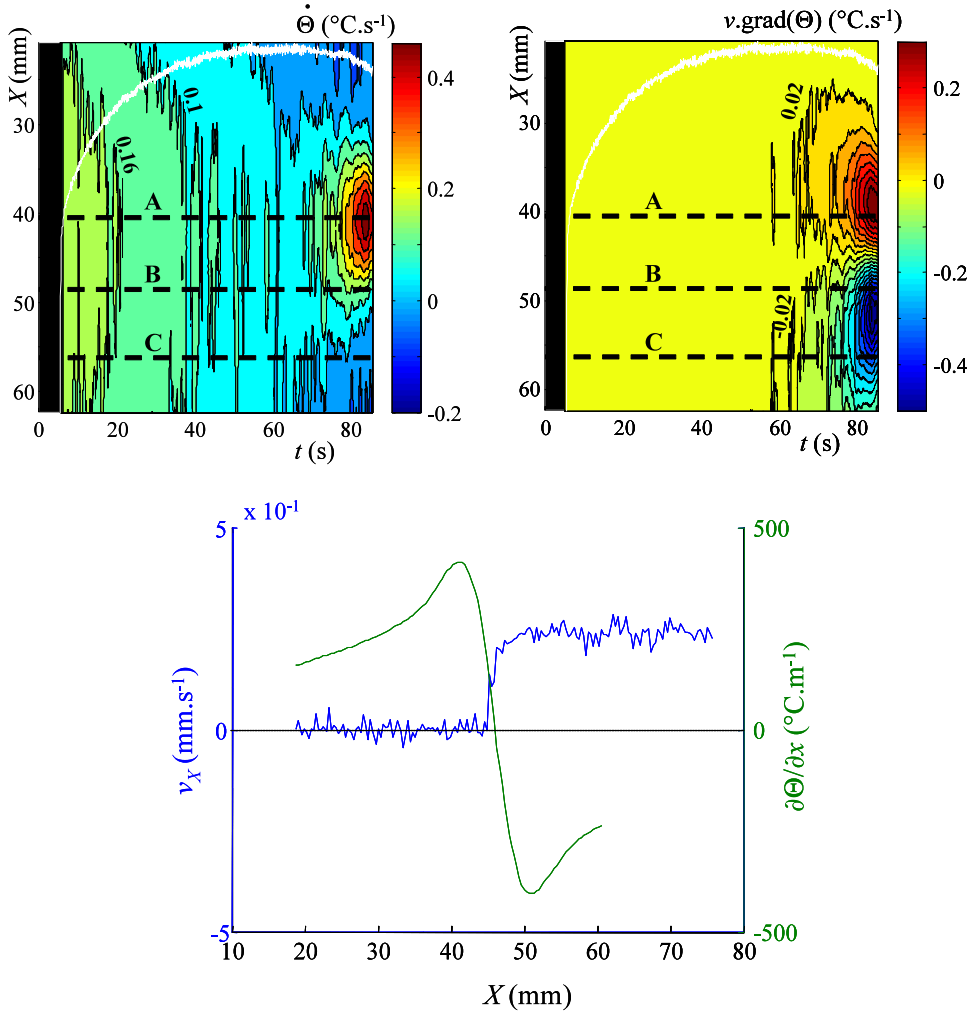 Θ̇ (°C.s-1)
v.grad(Θ) (°C.s-1)
X (mm)
30
40
50
60
0.16
0.1
A
B
C
0 20 40 60 80
t (s)
0.4
0.2
0
-0.2
X (mm)
30
40
50
60
0.02
-0.02
A
B
C
0 20 40 60 80
t (s)
0.2
0
-0.2
-0.4
x 10-1
5
0
-5
vX (mm.s-1)
500
0
-500
∂Θ/∂x (°C.m-1)
10 20 30 40 50 60 70 80
X (mm)